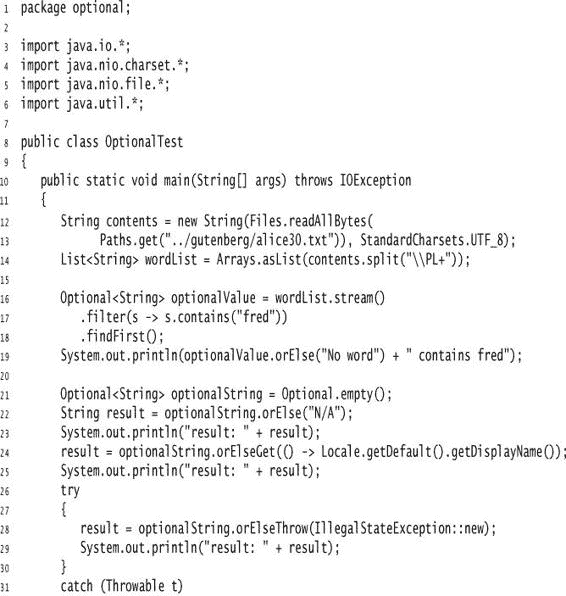 1 package optional;
2
3 import java.io.*;
4 import java.nio.charset.*;
5 import java.nio.file.*;
6 import java.util.*;
7
8 public class OptionalTest
9 {
10    public static void main(String[] args) throws IOException
11    {
12       String contents = new String(Files.readAllBytes(
13             Paths.get("../gutenberg/alice30.txt")), StandardCharsets.UTF_8);
14       List<String> wordList = Arrays.asList(contents.split("\\PL+"));
15
16       Optional<String> optionalValue = wordList.stream()
17          .filter(s -> s.contains("fred"))
18          .findFirst();
19       System.out.println(optionalValue.orElse("No word") + " contains fred");
20
21       Optional<String> optionalString = Optional.empty();
22       String result = optionalString.orElse("N/A");
23       System.out.println("result: " + result);
24       result = optionalString.orElseGet(() -> Locale.getDefault().getDisplayName());
25       System.out.println("result: " + result);
26       try
27       {
28          result = optionalString.orElseThrow(IllegalStateException::new);
29          System.out.println("result: " + result);
30       }
31       catch (Throwable t)